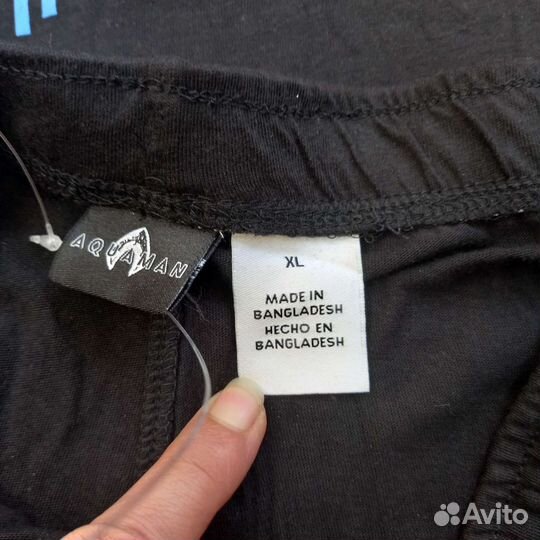 AQUAMAN
XL
MADE IN
BANGLADESH
HECHO EN
BANGLADESH
Avito